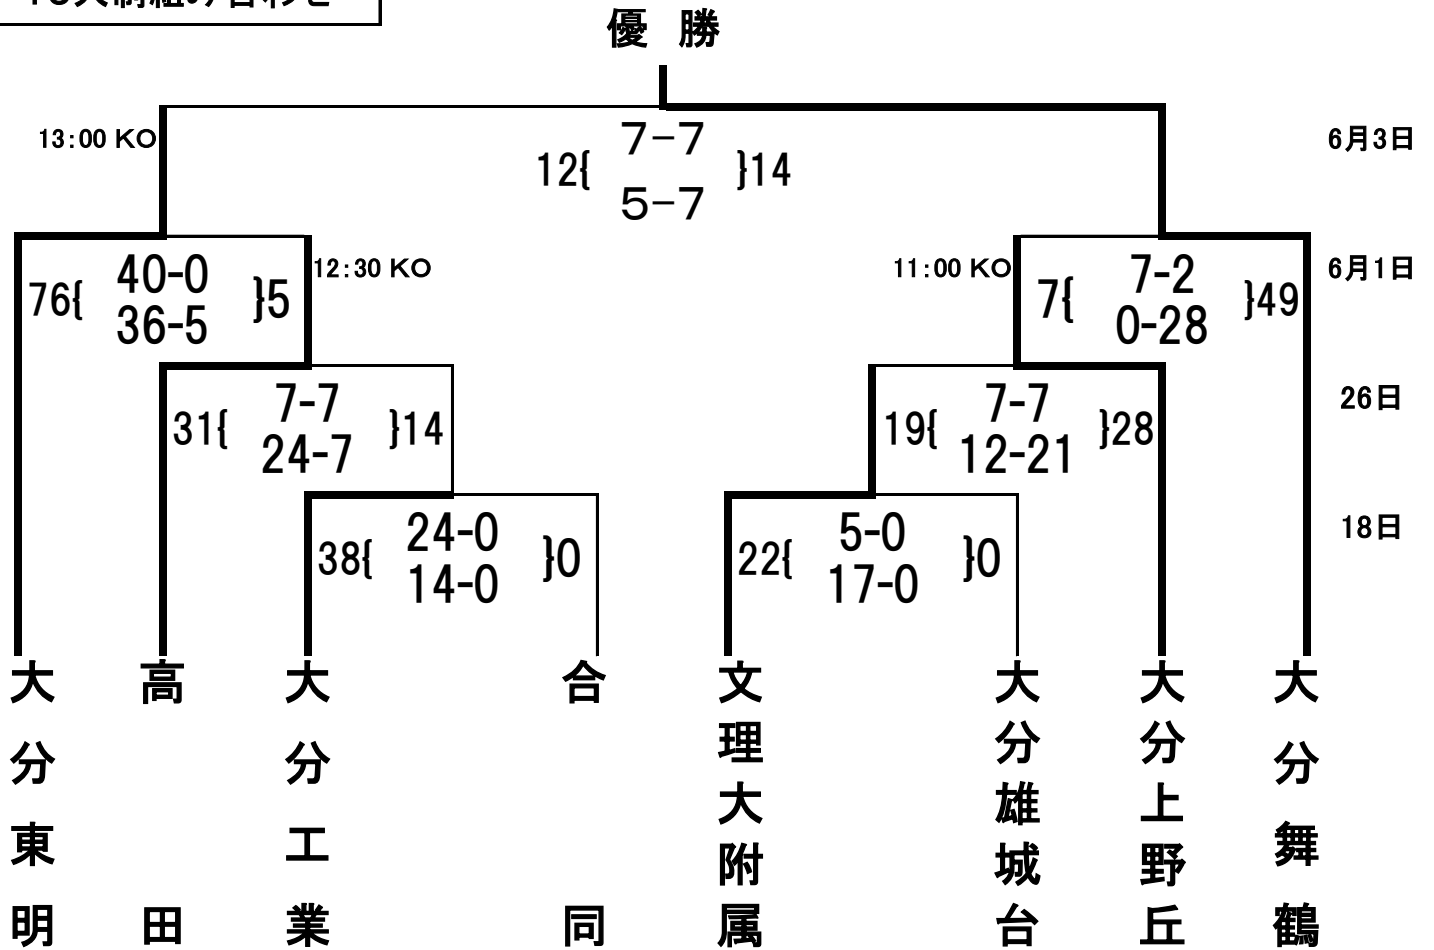 優 勝
13:00 KO
7-7
12{ }14
5-7
6月3日
12:30 KO
11:00 KO
6月1日
40-0
76{ }5
36-5
7-2
7{ }49
0-28
26日
7-7
31{ }14
24-7
7-7
19{ }28
12-21
18日
24-0
38{ }0
14-0
5-0
22{ }0
17-0
大分東明
高田
大分工業
合同
文理大附属
大分雄城台
大分上野丘
大分舞鶴